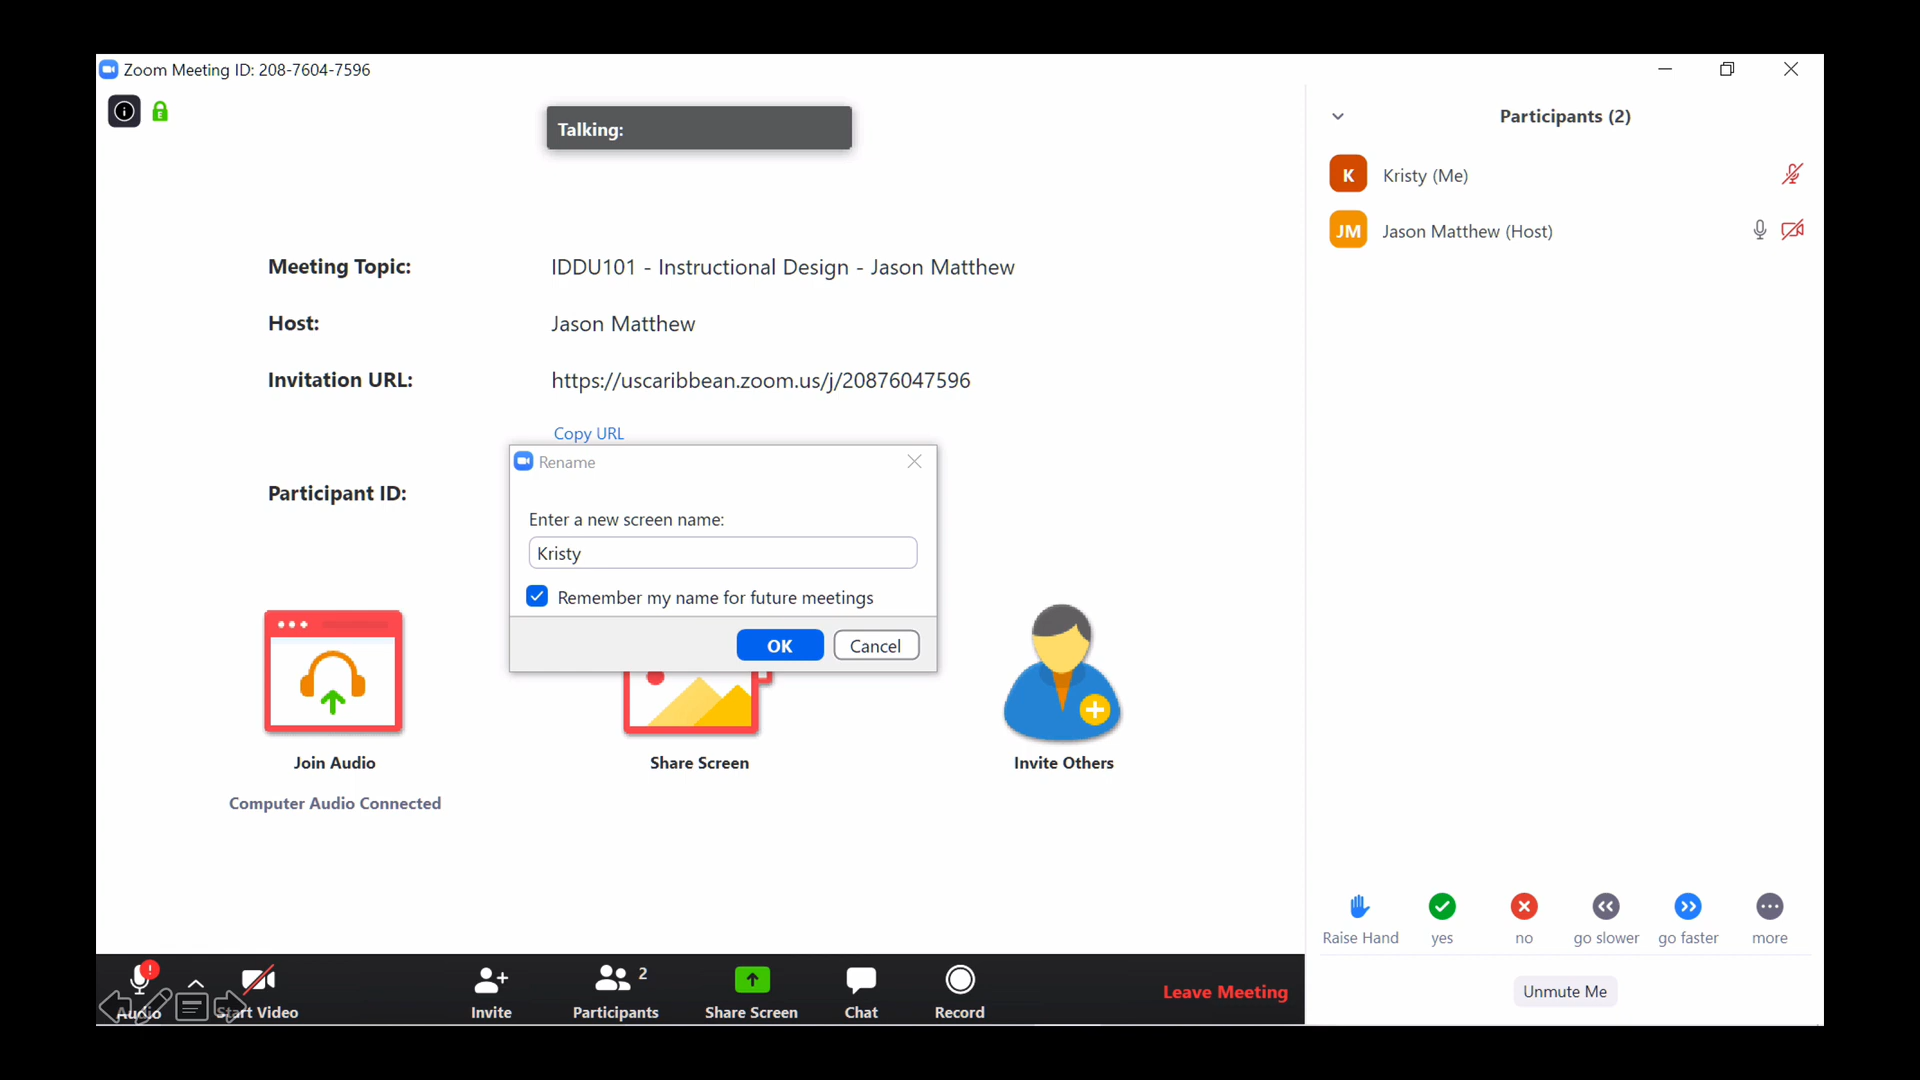 Zoom Meeting ID: 208-7604-7596
Talking:
Participants (2)
K Kristy (Me)
JM Jason Matthew (Host)
Meeting Topic: IDDU101 - Instructional Design - Jason Matthew
Host: Jason Matthew
Invitation URL: https://uscaribbean.zoom.us/j/20876047596
Copy URL
Rename
Participant ID:
Enter a new screen name:
Kristy
Remember my name for future meetings
OK Cancel
Join Audio Share Screen Invite Others
Computer Audio Connected
Raise Hand yes no go slower go faster more
Unmute Me
2
Audio Start Video Invite Participants Share Screen Chat Record Leave Meeting